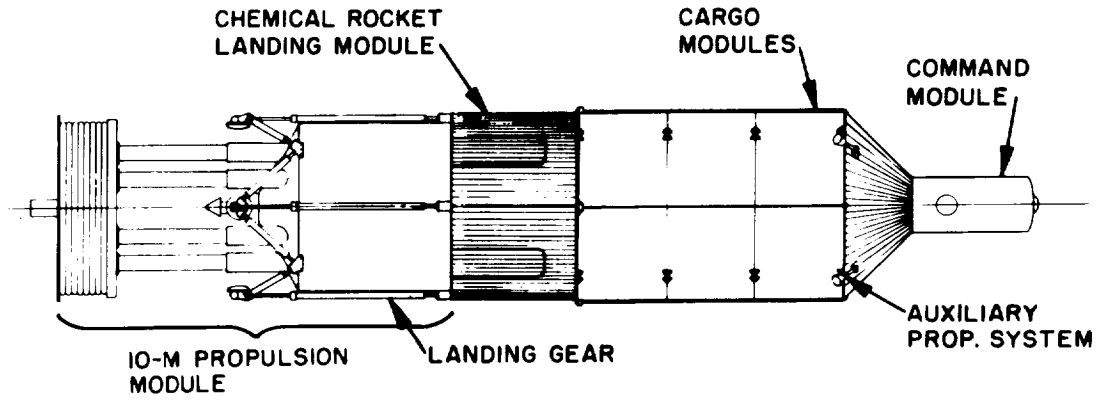 CHEMICAL ROCKET
LANDING MODULE
CARGO
MODULES
COMMAND
MODULE
AUXILIARY
PROP. SYSTEM
LANDING GEAR
10-M PROPULSION
MODULE